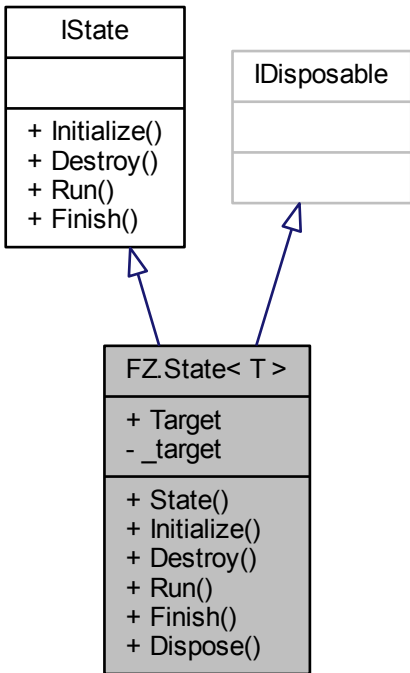 IState
+ Initialize()
+ Destroy()
+ Run()
+ Finish()
IDisposable
FZ.State< T >
+ Target
- _target
+ State()
+ Initialize()
+ Destroy()
+ Run()
+ Finish()
+ Dispose()